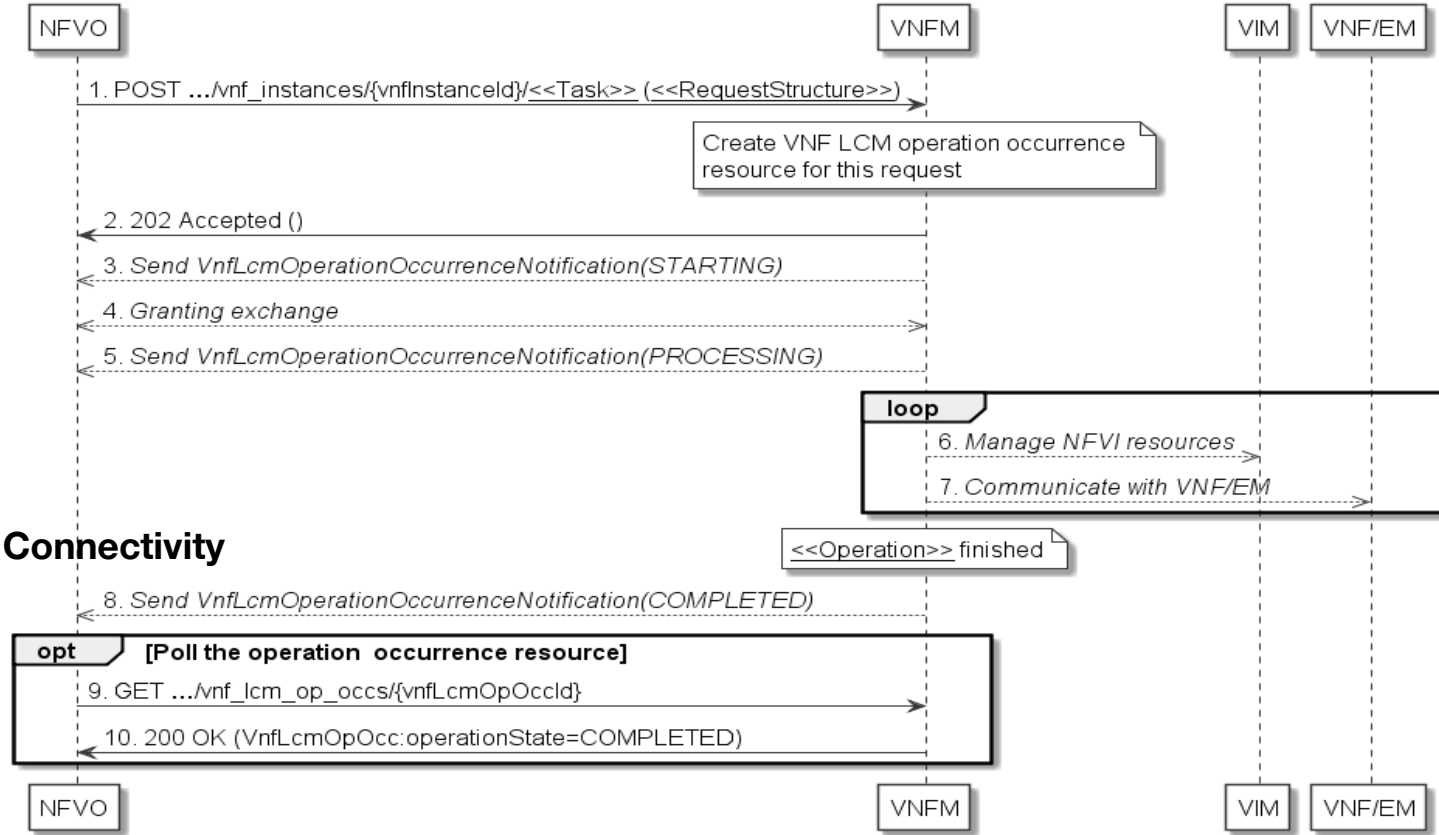 NFVO VNFM VIM VNF/EM
1. POST .../vnf_instances/{vnfInstanceId}/<<Task>> (<<RequestStructure>>)
Create VNF LCM operation occurrence
resource for this request
2. 202 Accepted ()
3. Send VnfLcmOperationOccurrenceNotification(STARTING)
4. Granting exchange
5. Send VnfLcmOperationOccurrenceNotification(PROCESSING)
loop
6. Manage NFVI resources
7. Communicate with VNF/EM
Connectivity
<<Operation>> finished
8. Send VnfLcmOperationOccurrenceNotification(COMPLETED)
opt [Poll the operation occurrence resource]
9. GET .../vnf_lcm_op_occs/{vnfLcmOpOccId}
10. 200 OK (VnfLcmOpOcc:operationState=COMPLETED)
NFVO VNFM VIM VNF/EM